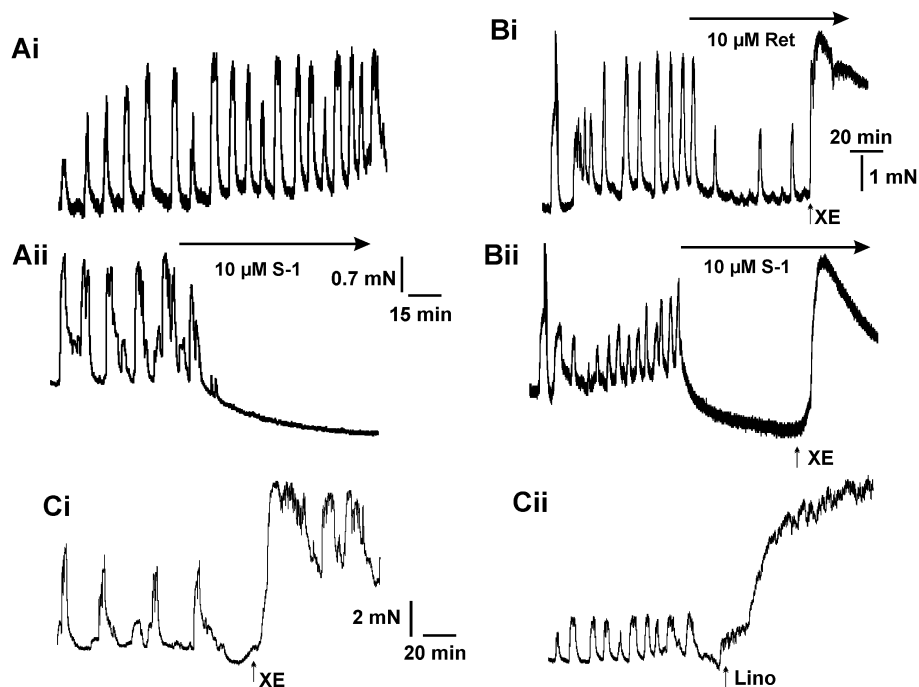 Ai
Bi
10 µM Ret
20 min
1 mN
XE
Aii
10 µM S-1
0.7 mN
15 min
Bii
10 µM S-1
XE
Ci
2 mN
20 min
XE
Cii
Lino